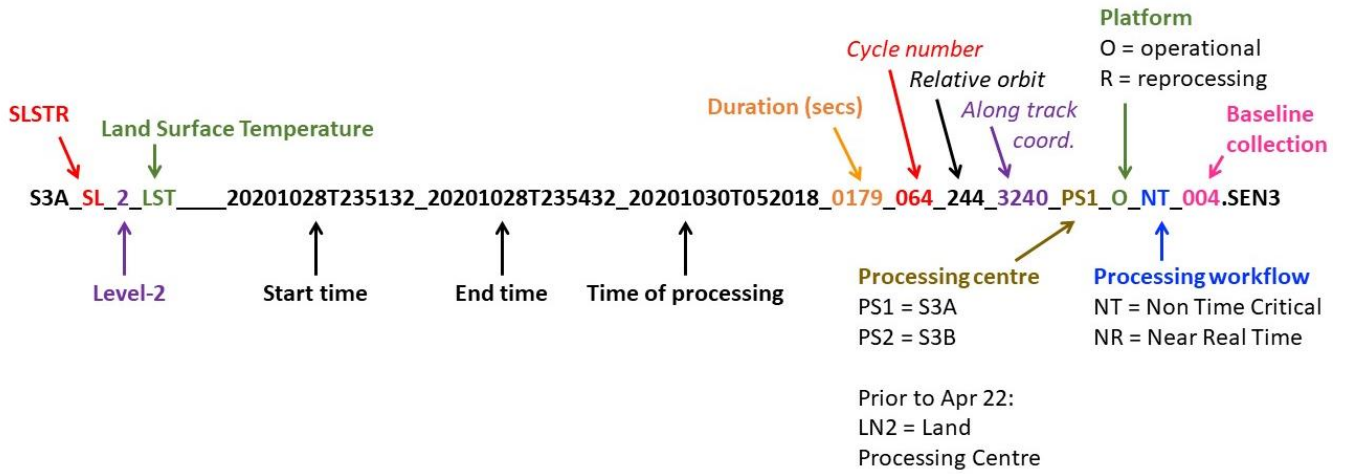 Platform
O = operational
R = reprocessing
Cycle number
Relative orbit
Along track
coord.
Duration (secs)
SLSTR
Land Surface Temperature
Baseline
collection
S3A_SL_2_LST____20201028T235132_20201028T235432_20201030T052018_0179_064_244_3240_PS1_O_NT_004.SEN3
Level-2
Start time
End time
Time of processing
Processing centre
PS1 = S3A
PS2 = S3B
Prior to Apr 22:
LN2 = Land
Processing Centre
Processing workflow
NT = Non Time Critical
NR = Near Real Time